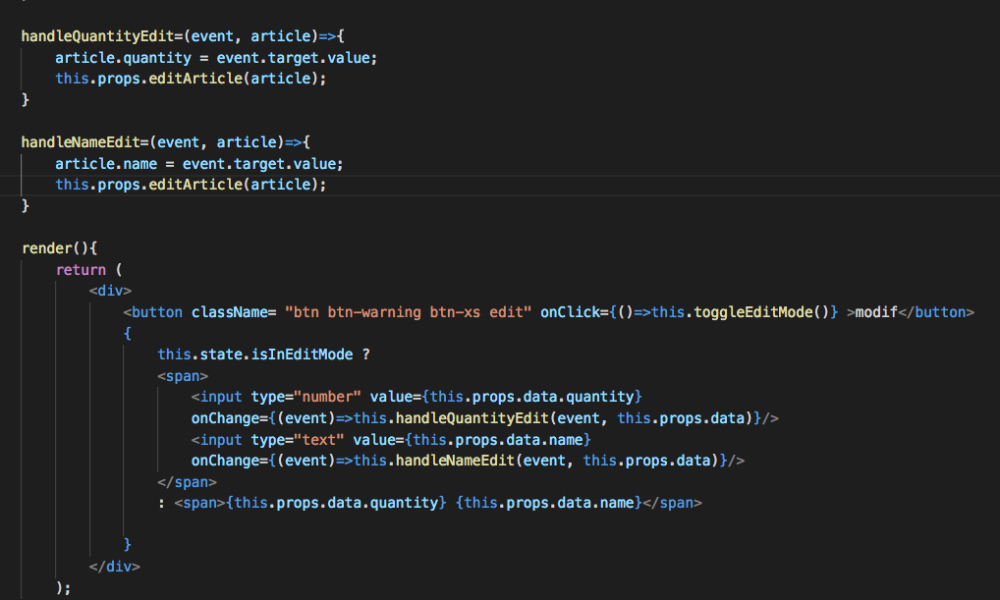 handleQuantityEdit=(event, article)=>{
article.quantity = event.target.value;
this.props.editArticle(article);
}
handleNameEdit=(event, article)=>{
article.name = event.target.value;
this.props.editArticle(article);
}
render(){
return (
<div>
<button className= "btn btn-warning btn-xs edit" onClick={()=>this.toggleEditMode()} >modif</button>
{
this.state.isInEditMode ?
<span>
<input type="number" value={this.props.data.quantity}
onChange={(event)=>this.handleQuantityEdit(event, this.props.data)}/>
<input type="text" value={this.props.data.name}
onChange={(event)=>this.handleNameEdit(event, this.props.data)}/>
</span>
: <span>{this.props.data.quantity} {this.props.data.name}</span>
}
</div>
);